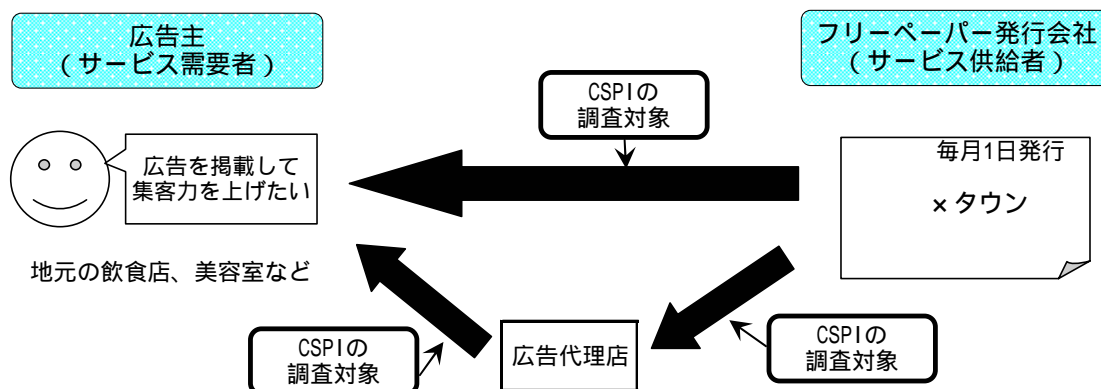 広告主
（サービス需要者）
フリーペーパー発行会社
（サービス供給者）
CSPIの
調査対象
広告を掲載して
集客力を上げたい
毎月1日発行
×タウン
地元の飲食店、美容室など
CSPIの
調査対象
広告代理店
CSPIの
調査対象